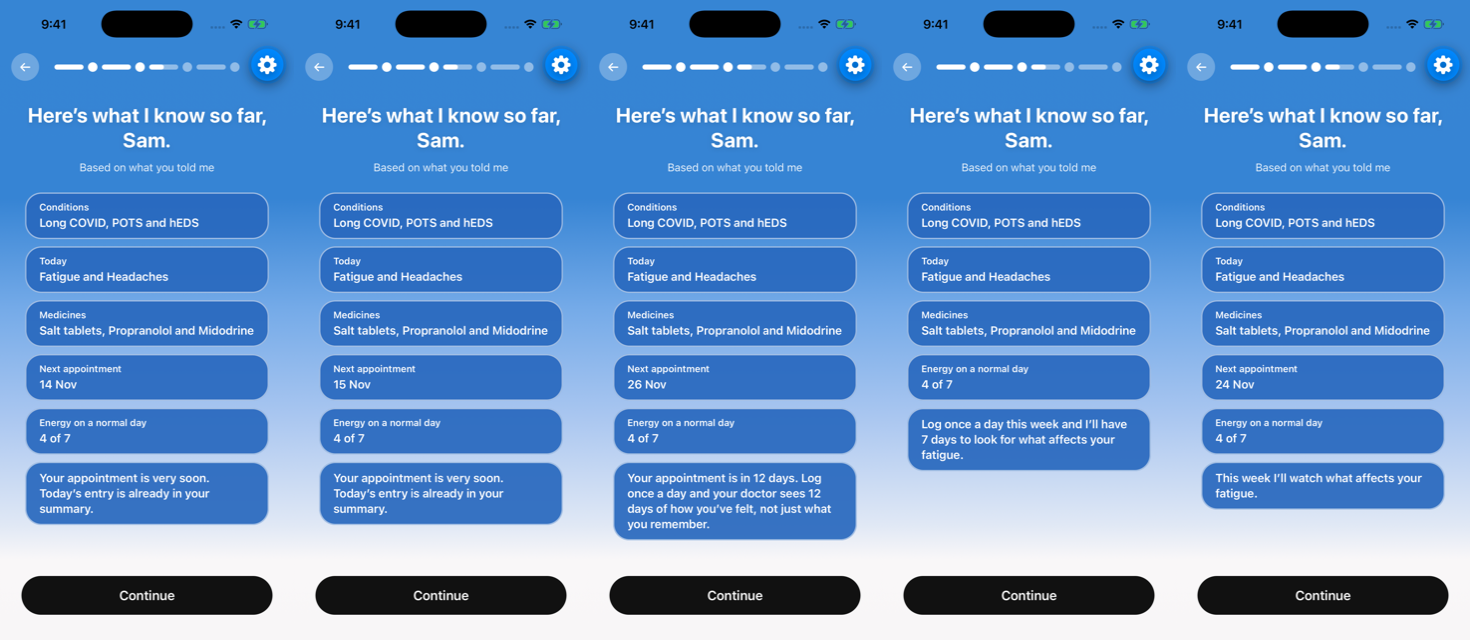 9:41
Here’s what I know so far,
Sam.
Based on what you told me
Conditions
Long COVID, POTS and hEDS
Today
Fatigue and Headaches
Medicines
Salt tablets, Propranolol and Midodrine
Next appointment
14 Nov
Energy on a normal day
4 of 7
Your appointment is very soon.
Today’s entry is already in your
summary.
Continue
9:41
Here’s what I know so far,
Sam.
Based on what you told me
Conditions
Long COVID, POTS and hEDS
Today
Fatigue and Headaches
Medicines
Salt tablets, Propranolol and Midodrine
Next appointment
15 Nov
Energy on a normal day
4 of 7
Your appointment is very soon.
Today’s entry is already in your
summary.
Continue
9:41
Here’s what I know so far,
Sam.
Based on what you told me
Conditions
Long COVID, POTS and hEDS
Today
Fatigue and Headaches
Medicines
Salt tablets, Propranolol and Midodrine
Next appointment
26 Nov
Energy on a normal day
4 of 7
Your appointment is in 12 days. Log
once a day and your doctor sees 12
days of how you’ve felt, not just what
you remember.
Continue
9:41
Here’s what I know so far,
Sam.
Based on what you told me
Conditions
Long COVID, POTS and hEDS
Today
Fatigue and Headaches
Medicines
Salt tablets, Propranolol and Midodrine
Energy on a normal day
4 of 7
Log once a day this week and I’ll have
7 days to look for what affects your
fatigue.
Continue
9:41
Here’s what I know so far,
Sam.
Based on what you told me
Conditions
Long COVID, POTS and hEDS
Today
Fatigue and Headaches
Medicines
Salt tablets, Propranolol and Midodrine
Next appointment
24 Nov
Energy on a normal day
4 of 7
This week I’ll watch what affects your
fatigue.
Continue